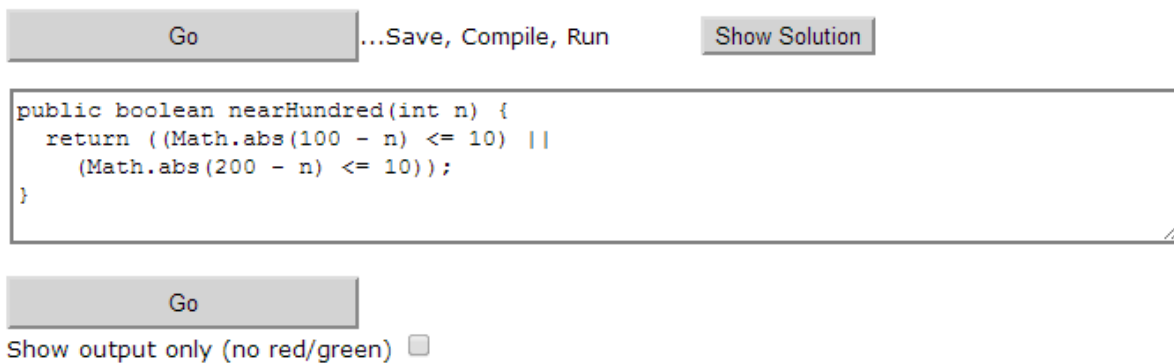 Go ...Save, Compile, Run Show Solution
public boolean nearHundred(int n) {
  return ((Math.abs(100 - n) <= 10) ||
    (Math.abs(200 - n) <= 10));
}
Go
Show output only (no red/green)